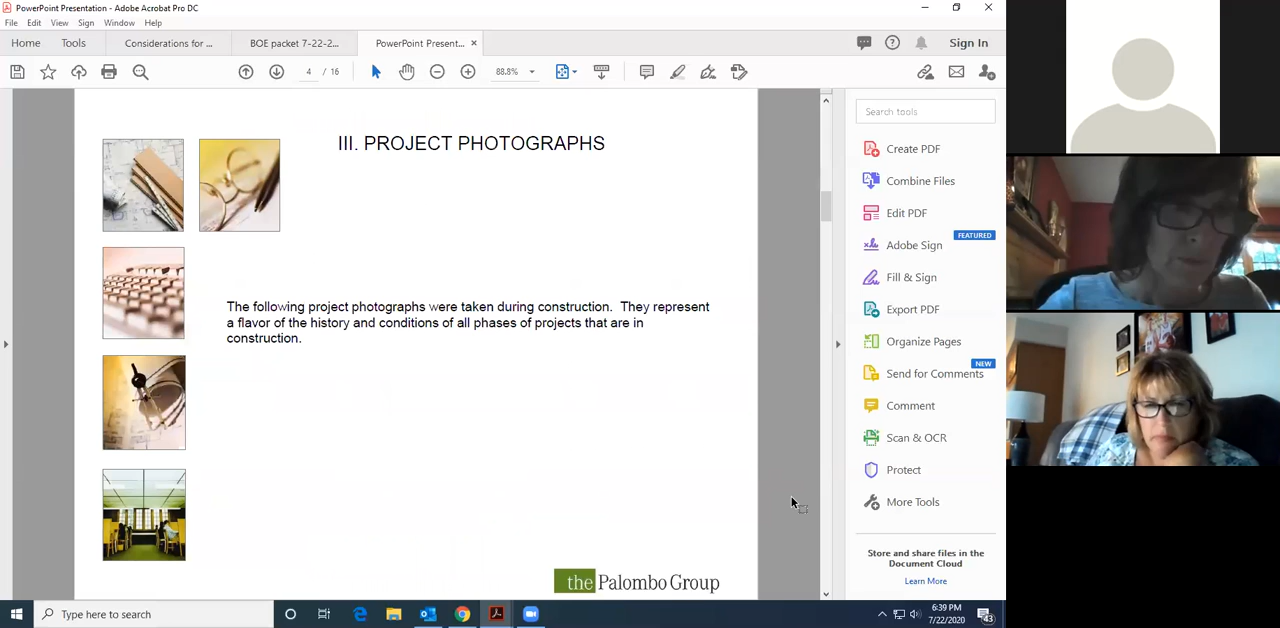 PowerPoint Presentation - Adobe Acrobat Pro DC
File Edit View Sign Window Help
Home Tools Considerations for ... BOE packet 7-22-2... PowerPoint Present... × Sign In
4 / 16 88.8%
III. PROJECT PHOTOGRAPHS
The following project photographs were taken during construction. They represent
a flavor of the history and conditions of all phases of projects that are in
construction.
the Palombo Group
Search tools
Create PDF
Combine Files
Edit PDF
FEATURED
Adobe Sign
Fill & Sign
Export PDF
Organize Pages
NEW
Send for Comments
Comment
Scan & OCR
Protect
More Tools
Store and share files in the
Document Cloud
Learn More
Type here to search
6:39 PM
7/22/2020
43